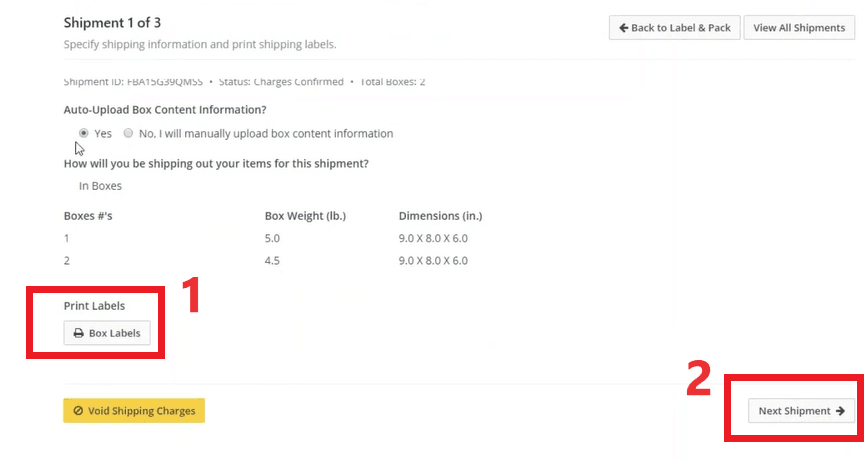 Shipment 1 of 3
Back to Label & Pack
View All Shipments
Specify shipping information and print shipping labels.
Shipment ID: FBA15G39QM5S • Status: Charges Confirmed • Total Boxes: 2
Auto-Upload Box Content Information?
Yes
No, I will manually upload box content information
How will you be shipping out your items for this shipment?
In Boxes
Boxes #'s Box Weight (lb.) Dimensions (in.)
1 5.0 9.0 X 8.0 X 6.0
2 4.5 9.0 X 8.0 X 6.0
1
Print Labels
Box Labels
2
Void Shipping Charges
Next Shipment